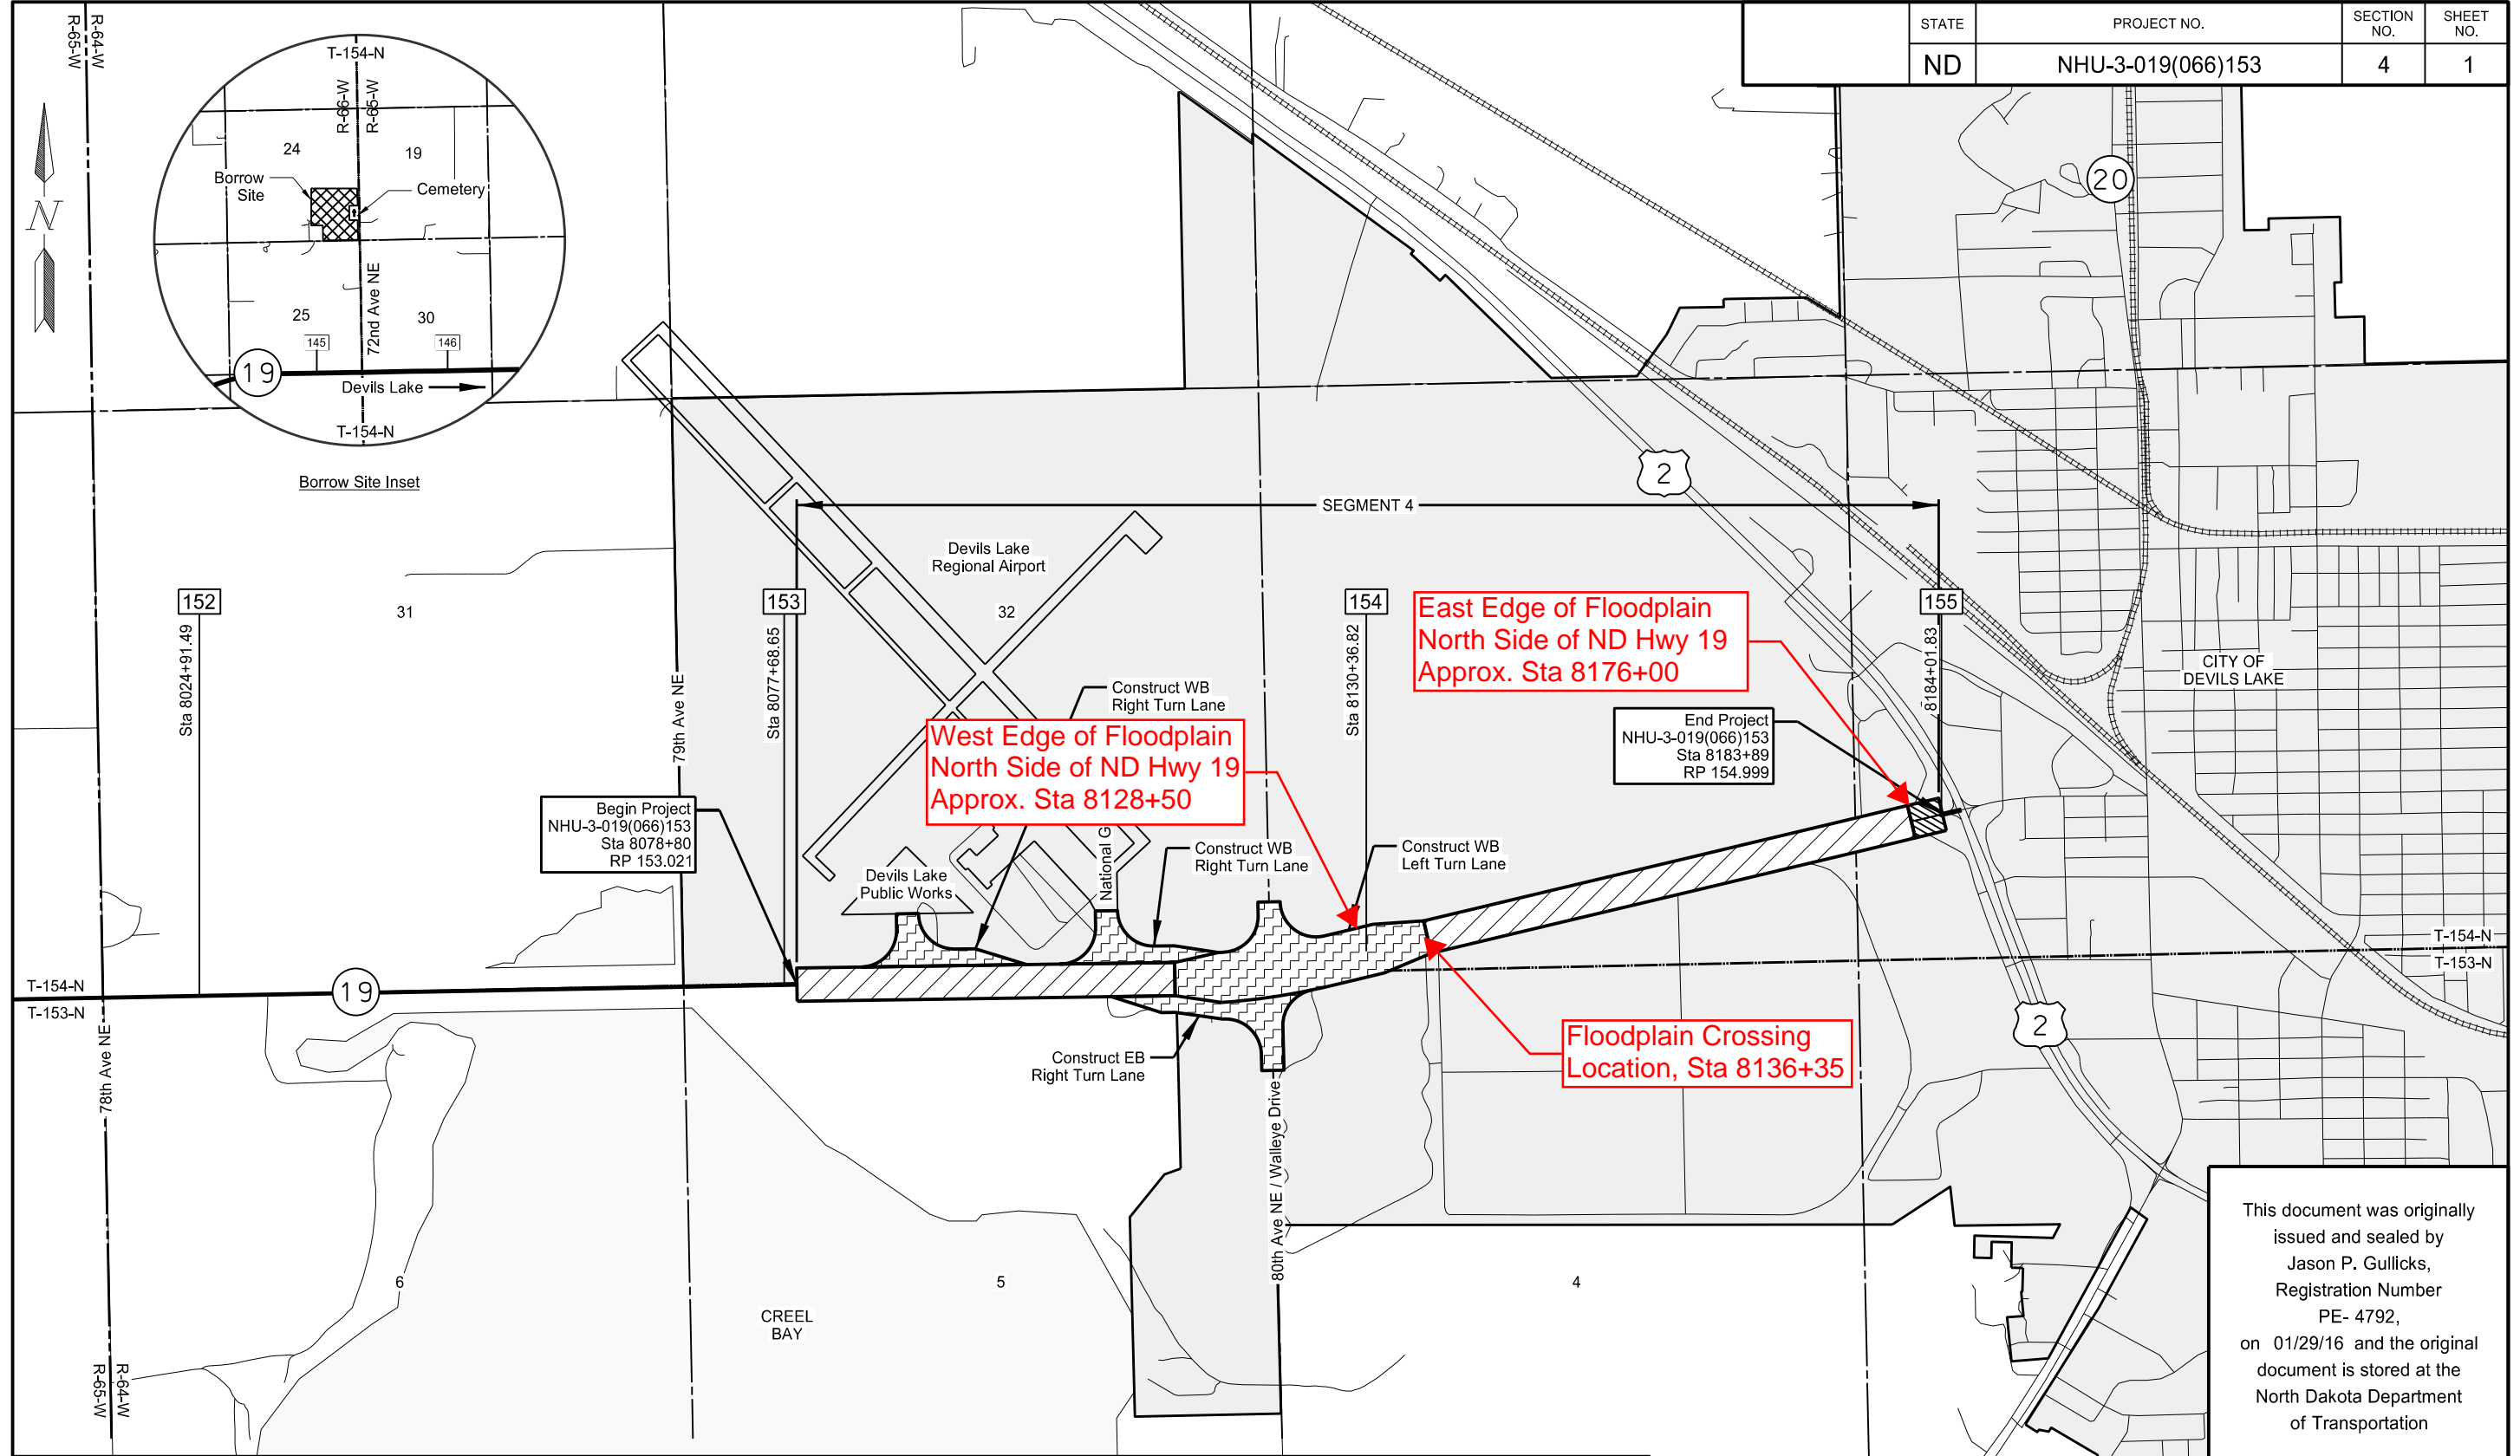 STATE
PROJECT NO.
SECTION
NO.
SHEET
NO.
ND
NHU-3-019(066)153
4
1
R-65-W
R-64-W
N
T-154-N
R-66-W
R-65-W
24
19
Borrow
Site
Cemetery
72nd Ave NE
25
30
145
146
19
Devils Lake
T-154-N
Borrow Site Inset
20
2
SEGMENT 4
Devils Lake
Regional Airport
152
Sta 8024+91.49
31
153
Sta 8077+68.65
32
154
Sta 8130+36.82
155
8184+01.83
East Edge of Floodplain
North Side of ND Hwy 19
Approx. Sta 8176+00
CITY OF
DEVILS LAKE
79th Ave NE
Construct WB
Right Turn Lane
West Edge of Floodplain
North Side of ND Hwy 19
Approx. Sta 8128+50
End Project
NHU-3-019(066)153
Sta 8183+89
RP 154.999
Begin Project
NHU-3-019(066)153
Sta 8078+80
RP 153.021
Devils Lake
Public Works
National G
Construct WB
Right Turn Lane
Construct WB
Left Turn Lane
T-154-N
T-153-N
T-154-N
T-153-N
19
2
Construct EB
Right Turn Lane
Floodplain Crossing
Location, Sta 8136+35
78th Ave NE
80th Ave NE / Walleye Drive
6
5
4
CREEL
BAY
R-65-W
R-64-W
This document was originally
issued and sealed by
Jason P. Gullicks,
Registration Number
PE- 4792,
on 01/29/16 and the original
document is stored at the
North Dakota Department
of Transportation